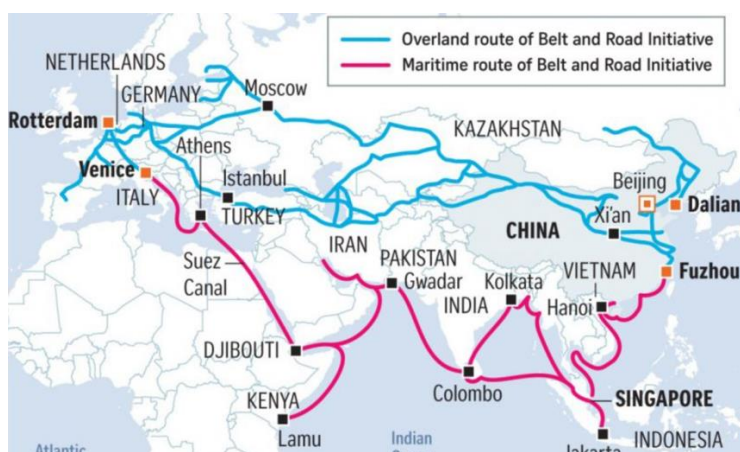 Overland route of Belt and Road Initiative
Maritime route of Belt and Road Initiative
NETHERLANDS
GERMANY
Moscow
Rotterdam
KAZAKHSTAN
Athens
Venice
Istanbul
Beijing
ITALY
TURKEY
Dalian
Xi'an
CHINA
IRAN
Suez
Canal
PAKISTAN
Gwadar
Kolkata
VIETNAM
Fuzhou
INDIA
Hanoi
DJIBOUTI
KENYA
Colombo
SINGAPORE
Lamu
Indian
INDONESIA
Atlantic
Jakarta